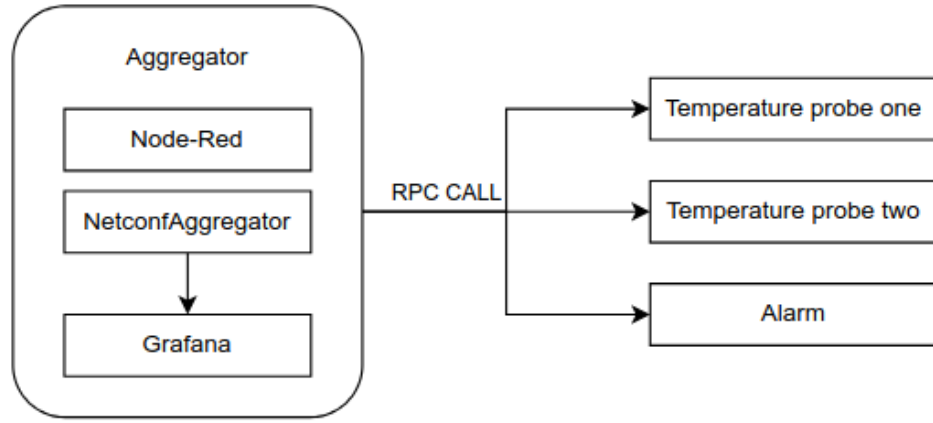 Aggregator
Node-Red
NetconfAggregator
Grafana
RPC CALL
Temperature probe one
Temperature probe two
Alarm